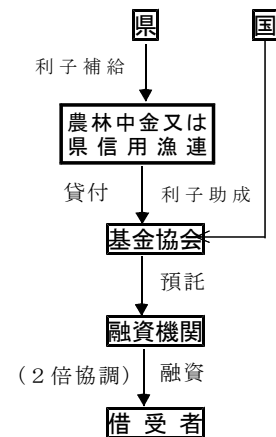 県 国
利子補給
農林中金又は
県信用漁連
貸付 利子助成
基金協会
預託
融資機関
(2倍協調) 融資
借受者